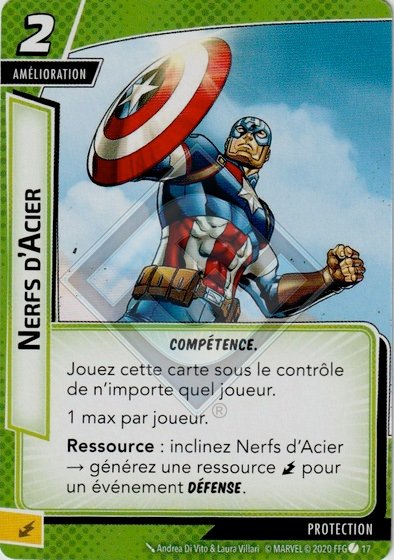 2
AMÉLIORATION
NERFS D'ACIER
COMPÉTENCE.
Jouez cette carte sous le contrôle
de n'importe quel joueur.
1 max par joueur.
®
Ressource : inclinez Nerfs d'Acier
→ générez une ressource pour
un événement DÉFENSE.
PROTECTION
Andrea Di Vito & Laura Villari © MARVEL © 2020 FFG 17